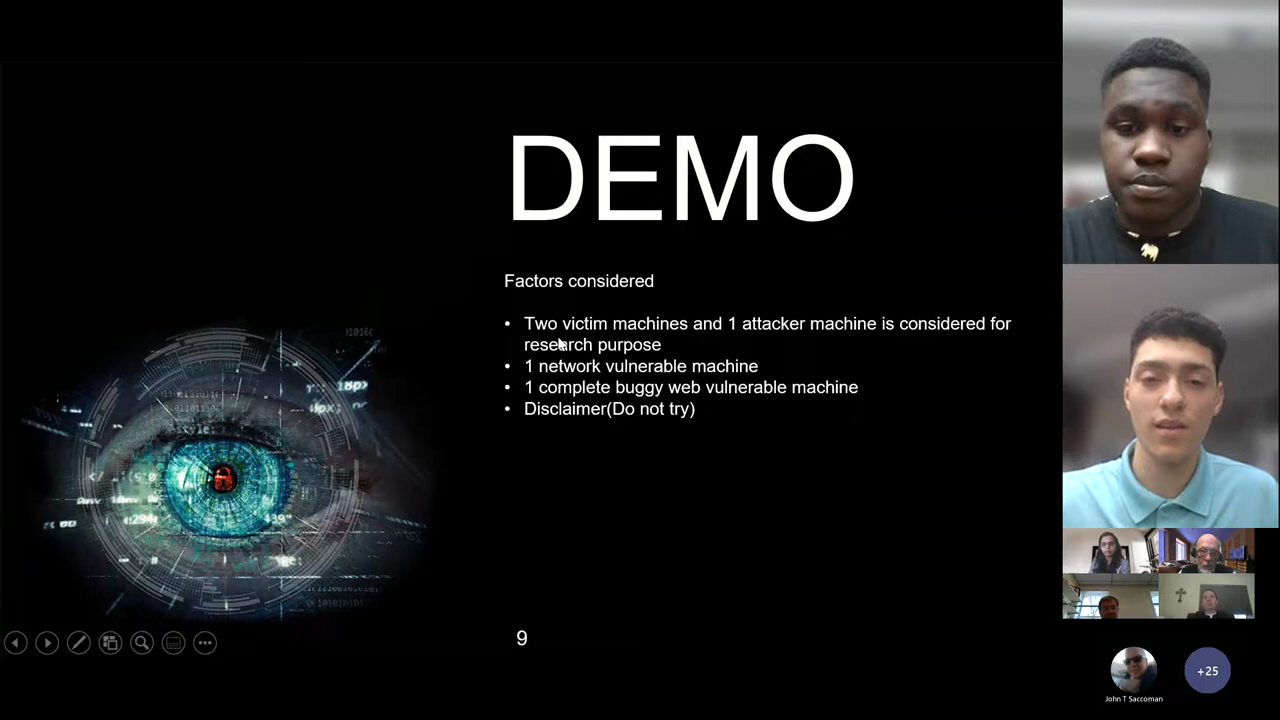 DEMO
Factors considered
• Two victim machines and 1 attacker machine is considered for
research purpose
• 1 network vulnerable machine
• 1 complete buggy web vulnerable machine
• Disclaimer(Do not try)
9
+25
John T Saccoman